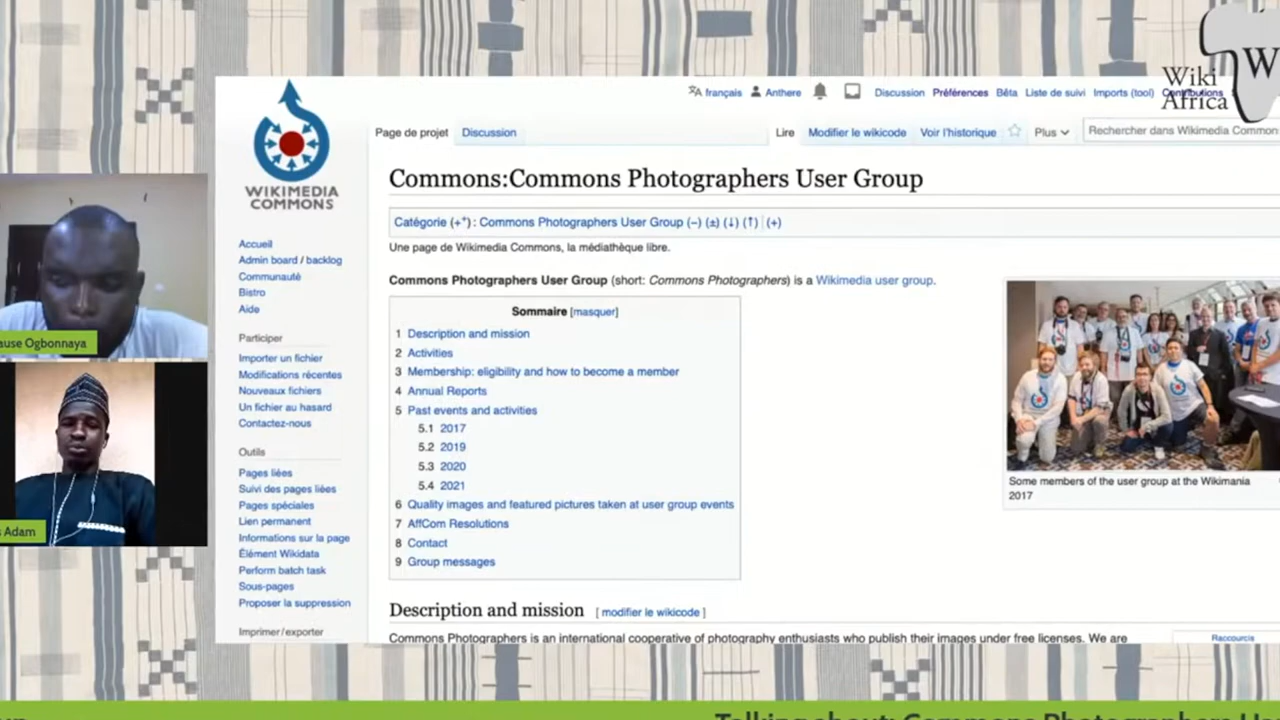 Wiki
Africa
W
français Anthere Discussion Préférences Bêta Liste de suivi Imports (tool) Contributions
Page de projet Discussion Lire Modifier le wikicode Voir l'historique Plus Rechercher dans Wikimedia Commons
WIKIMEDIA
COMMONS
Commons:Commons Photographers User Group
Catégorie (+⁺) : Commons Photographers User Group (−) (±) (↓) (↑) (+)
Une page de Wikimedia Commons, la médiathèque libre.
Commons Photographers User Group (short: Commons Photographers) is a Wikimedia user group.
Sommaire [masquer]
1 Description and mission
2 Activities
3 Membership: eligibility and how to become a member
4 Annual Reports
5 Past events and activities
5.1 2017
5.2 2019
5.3 2020
5.4 2021
6 Quality images and featured pictures taken at user group events
7 AffCom Resolutions
8 Contact
9 Group messages
Some members of the user group at the Wikimania
2017
Description and mission [ modifier le wikicode ]
Commons Photographers is an international cooperative of photography enthusiasts who publish their images under free licenses. We are
Raccourcis
Accueil
Admin board / backlog
Communauté
Bistro
Aide
Participer
Importer un fichier
Modifications récentes
Nouveaux fichiers
Un fichier au hasard
Contactez-nous
Outils
Pages liées
Suivi des pages liées
Pages spéciales
Lien permanent
Informations sur la page
Élément Wikidata
Perform batch task
Sous-pages
Proposer la suppression
Imprimer/exporter
ause Ogbonnaya
s Adam
Talking about: Commons Photographers Us